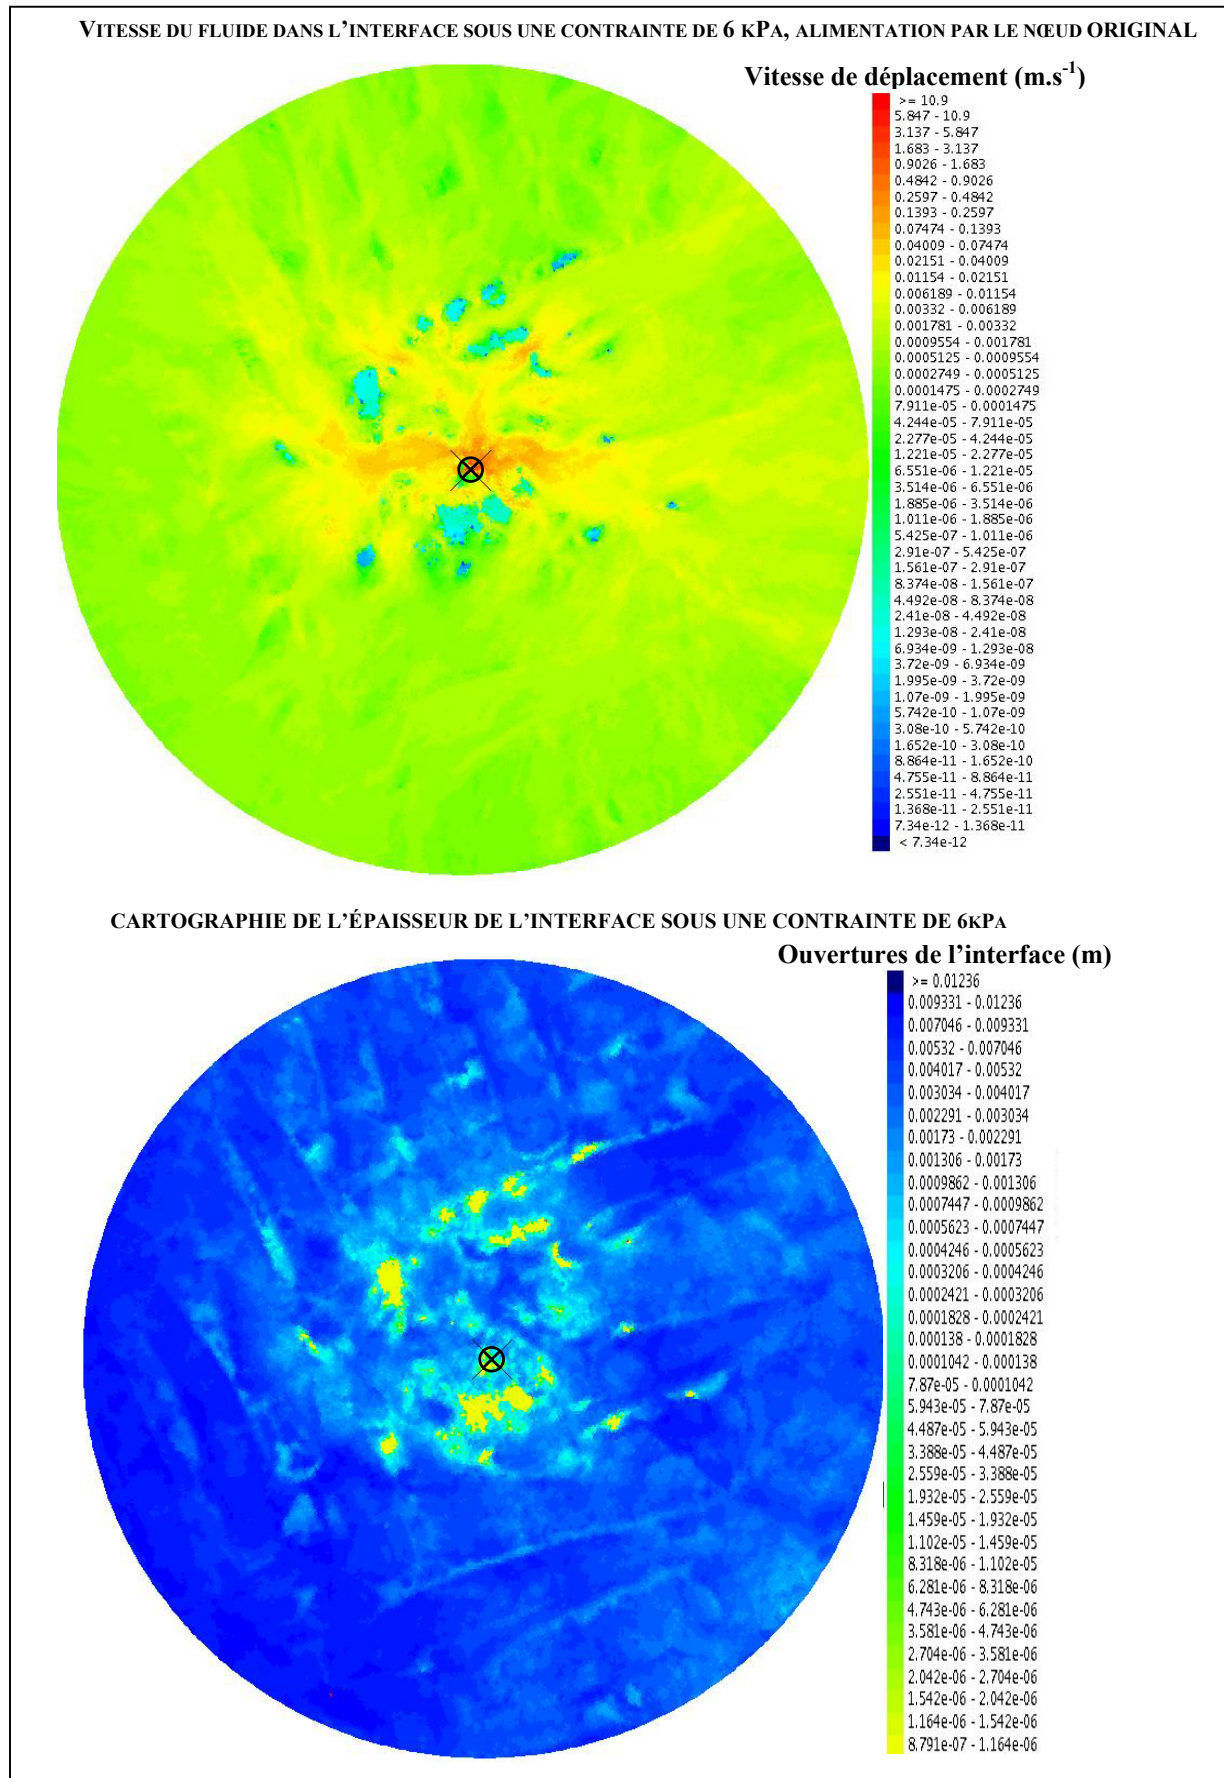 VITESSE DU FLUIDE DANS L'INTERFACE SOUS UNE CONTRAINTE DE 6 KPA, ALIMENTATION PAR LE NŒUD ORIGINAL
Vitesse de déplacement (m.s-1)
>= 10.9
5.847 - 10.9
3.137 - 5.847
1.683 - 3.137
0.9026 - 1.683
0.4842 - 0.9026
0.2597 - 0.4842
0.1393 - 0.2597
0.07474 - 0.1393
0.04009 - 0.07474
0.02151 - 0.04009
0.01154 - 0.02151
0.006189 - 0.01154
0.00332 - 0.006189
0.001781 - 0.00332
0.0009554 - 0.001781
0.0005125 - 0.0009554
0.0002749 - 0.0005125
0.0001475 - 0.0002749
7.911e-05 - 0.0001475
4.244e-05 - 7.911e-05
2.277e-05 - 4.244e-05
1.221e-05 - 2.277e-05
6.551e-06 - 1.221e-05
3.514e-06 - 6.551e-06
1.885e-06 - 3.514e-06
1.011e-06 - 1.885e-06
5.425e-07 - 1.011e-06
2.91e-07 - 5.425e-07
1.561e-07 - 2.91e-07
8.374e-08 - 1.561e-07
4.492e-08 - 8.374e-08
2.41e-08 - 4.492e-08
1.293e-08 - 2.41e-08
6.934e-09 - 1.293e-08
3.72e-09 - 6.934e-09
1.995e-09 - 3.72e-09
1.07e-09 - 1.995e-09
5.742e-10 - 1.07e-09
3.08e-10 - 5.742e-10
1.652e-10 - 3.08e-10
8.864e-11 - 1.652e-10
4.755e-11 - 8.864e-11
2.551e-11 - 4.755e-11
1.368e-11 - 2.551e-11
7.34e-12 - 1.368e-11
< 7.34e-12
CARTOGRAPHIE DE L'ÉPAISSEUR DE L'INTERFACE SOUS UNE CONTRAINTE DE 6KPA
Ouvertures de l'interface (m)
>= 0.01236
0.009331 - 0.01236
0.007046 - 0.009331
0.00532 - 0.007046
0.004017 - 0.00532
0.003034 - 0.004017
0.002291 - 0.003034
0.00173 - 0.002291
0.001306 - 0.00173
0.0009862 - 0.001306
0.0007447 - 0.0009862
0.0005623 - 0.0007447
0.0004246 - 0.0005623
0.0003206 - 0.0004246
0.0002421 - 0.0003206
0.0001828 - 0.0002421
0.000138 - 0.0001828
0.0001042 - 0.000138
7.87e-05 - 0.0001042
5.943e-05 - 7.87e-05
4.487e-05 - 5.943e-05
3.388e-05 - 4.487e-05
2.559e-05 - 3.388e-05
1.932e-05 - 2.559e-05
1.459e-05 - 1.932e-05
1.102e-05 - 1.459e-05
8.318e-06 - 1.102e-05
6.281e-06 - 8.318e-06
4.743e-06 - 6.281e-06
3.581e-06 - 4.743e-06
2.704e-06 - 3.581e-06
2.042e-06 - 2.704e-06
1.542e-06 - 2.042e-06
1.164e-06 - 1.542e-06
8.791e-07 - 1.164e-06